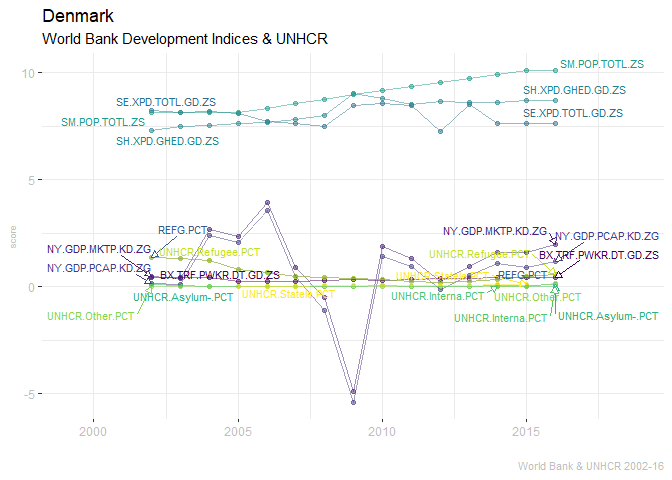 Denmark
World Bank Development Indices & UNHCR
SM.POP.TOTL.ZS
10
SE.XPD.TOTL.GD.ZS
SH.XPD.GHED.GD.ZS
SM.POP.TOTL.ZS
SE.XPD.TOTL.GD.ZS
SH.XPD.GHED.GD.ZS
5
score
REFG.PCT
NY.GDP.MKTP.KD.ZG
NY.GDP.PCAP.KD.ZG
NY.GDP.MKTP.KD.ZG
UNHCR.Refugee.PCT
UNHCR.Refugee.PCT
BX.TRF.PWKR.DT.GD.ZS
NY.GDP.PCAP.KD.ZG
BX.TRF.PWKR.DT.GD.ZS
REFG.PCT
0
UNHCR.Asylum-.PCT
UNHCR.Stateh.PCT
UNHCR.Interna.PCT
UNHCR.Other.PCT
UNHCR.Other.PCT
UNHCR.Interna.PCT
UNHCR.Asylum-.PCT
-5
2000
2005
2010
2015
World Bank & UNHCR 2002-16